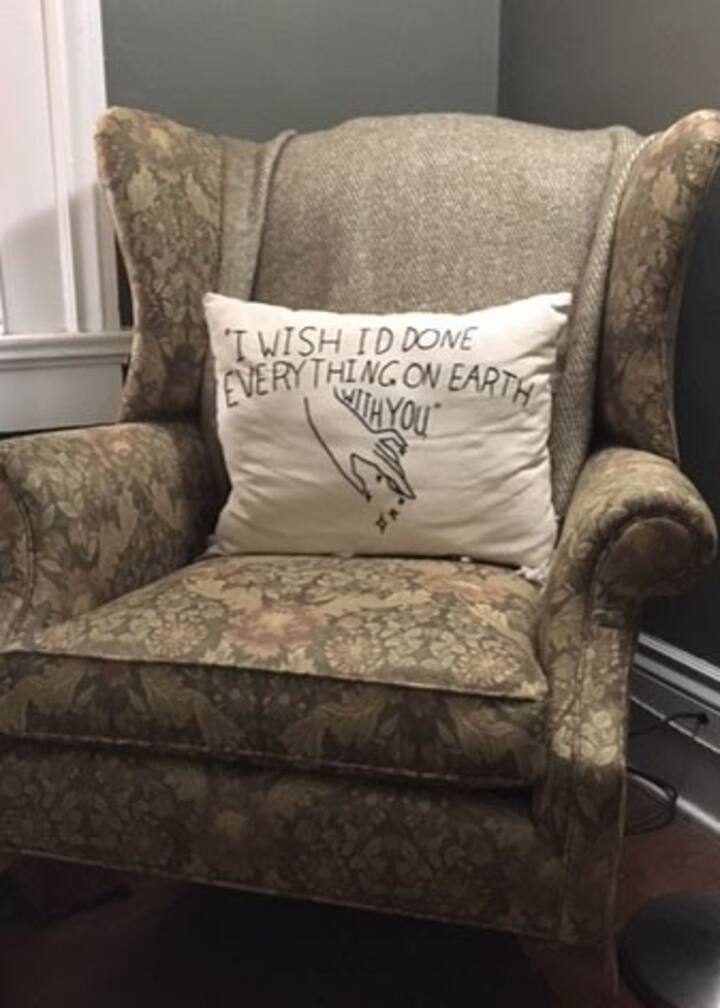 "I WISH I'D DONE
EVERYTHING ON EARTH
WITH YOU"